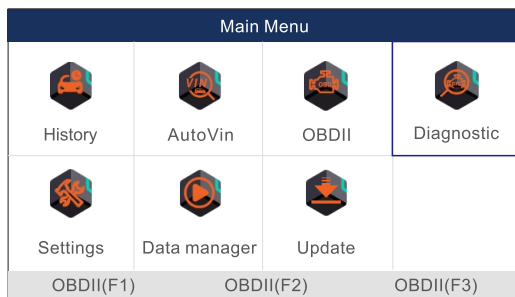 Main Menu
History AutoVin OBDII Diagnostic
Settings Data manager Update
OBDII(F1) OBDII(F2) OBDII(F3)